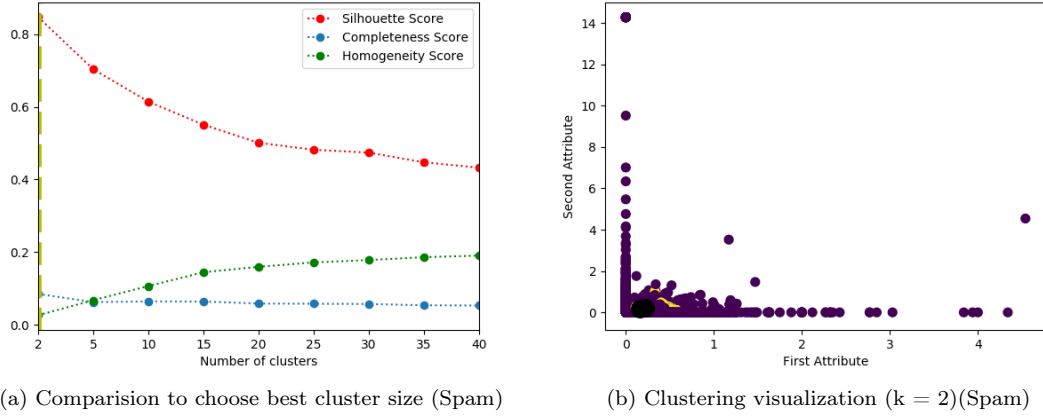 Silhouette Score
Completeness Score
Homogeneity Score
0.8
0.6
0.4
0.2
0.0
2 5 10 15 20 25 30 35 40
Number of clusters
(a) Comparision to choose best cluster size (Spam)
Second Attribute
14
12
10
8
6
4
2
0
0 1 2 3 4
First Attribute
(b) Clustering visualization (k = 2)(Spam)